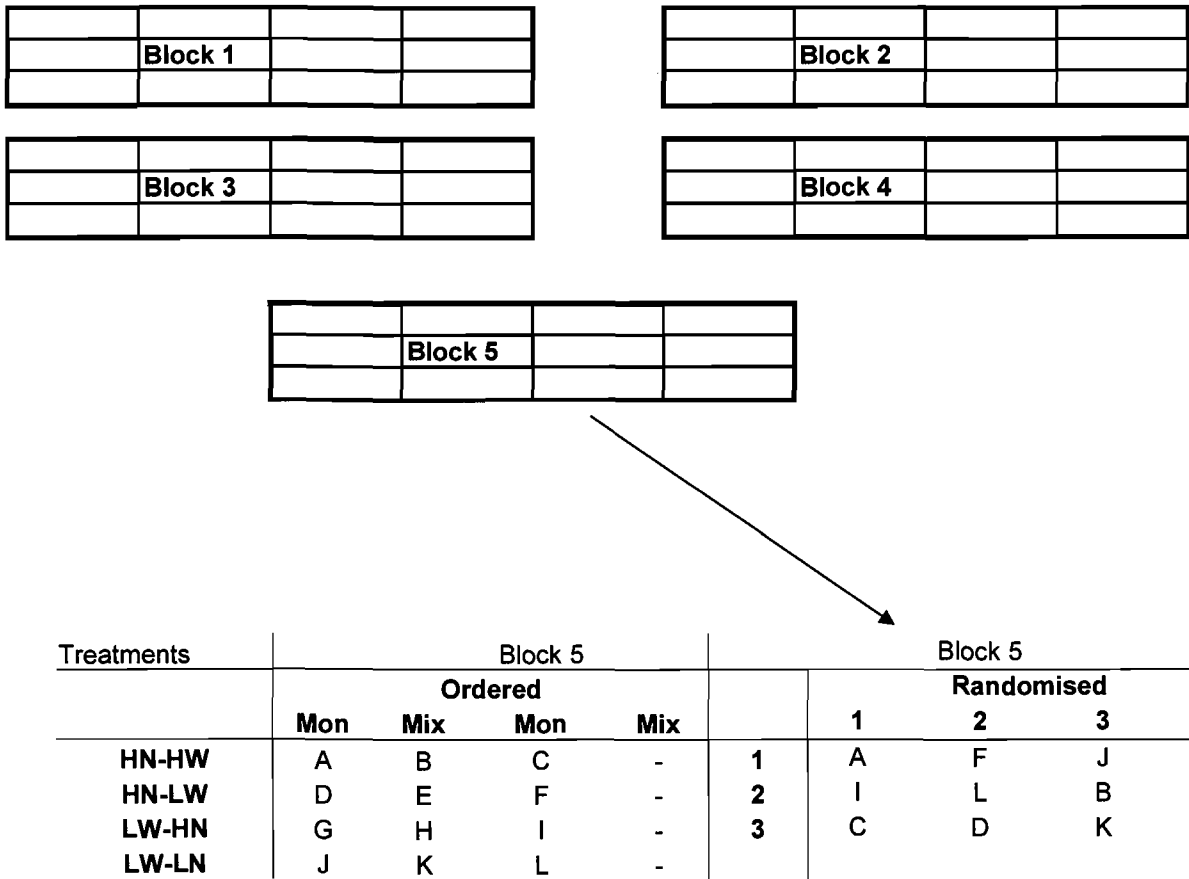 Block 1 Block 2
Block 3 Block 4
Block 5
Treatments Block 5 Block 5
Ordered Randomised
Mon Mix Mon Mix 1 2 3
HN-HW A B C - 1 A F J
HN-LW D E F - 2 I L B
LW-HN G H I - 3 C D K
LW-LN J K L -